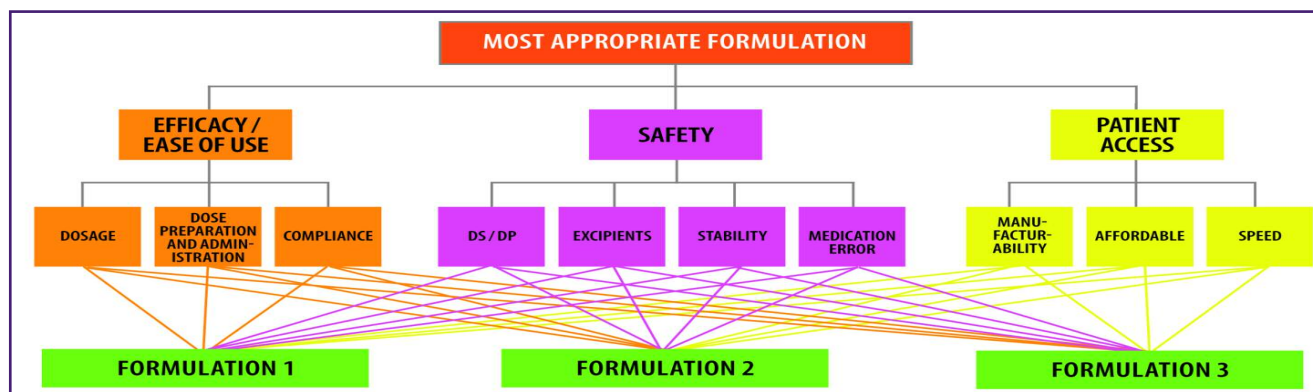 MOST APPROPRIATE FORMULATION
EFFICACY /
EASE OF USE
SAFETY
PATIENT
ACCESS
DOSAGE
DOSE
PREPARATION
AND ADMIN-
ISTRATION
COMPLIANCE
DS / DP
EXCIPIENTS
STABILITY
MEDICATION
ERROR
MANU-
FACTUR-
ABILITY
AFFORDABLE
SPEED
FORMULATION 1
FORMULATION 2
FORMULATION 3